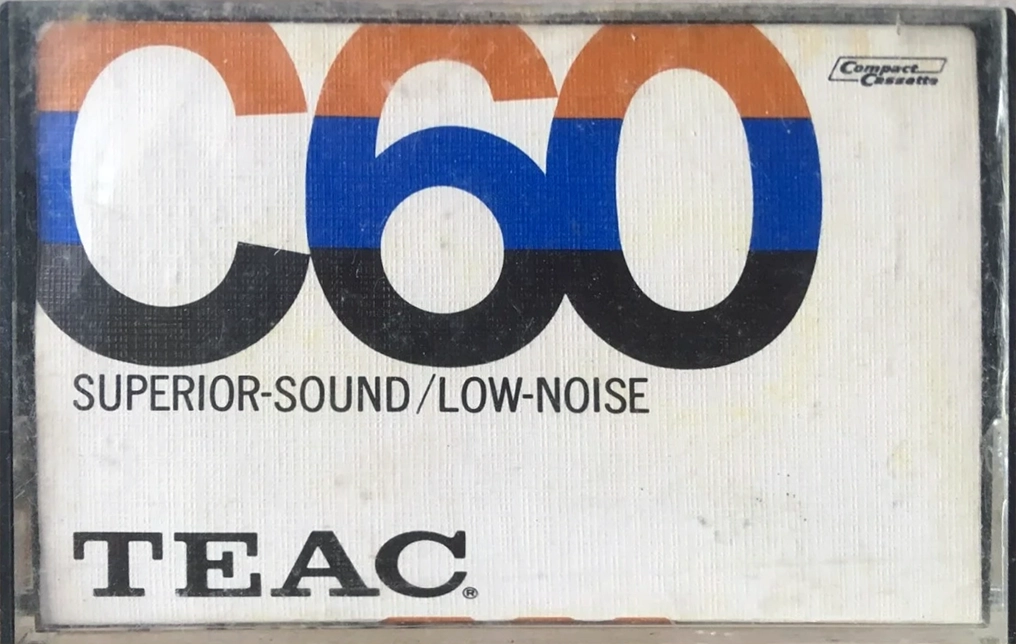 C60
Compact
Cassette
SUPERIOR-SOUND/LOW-NOISE
TEAC®